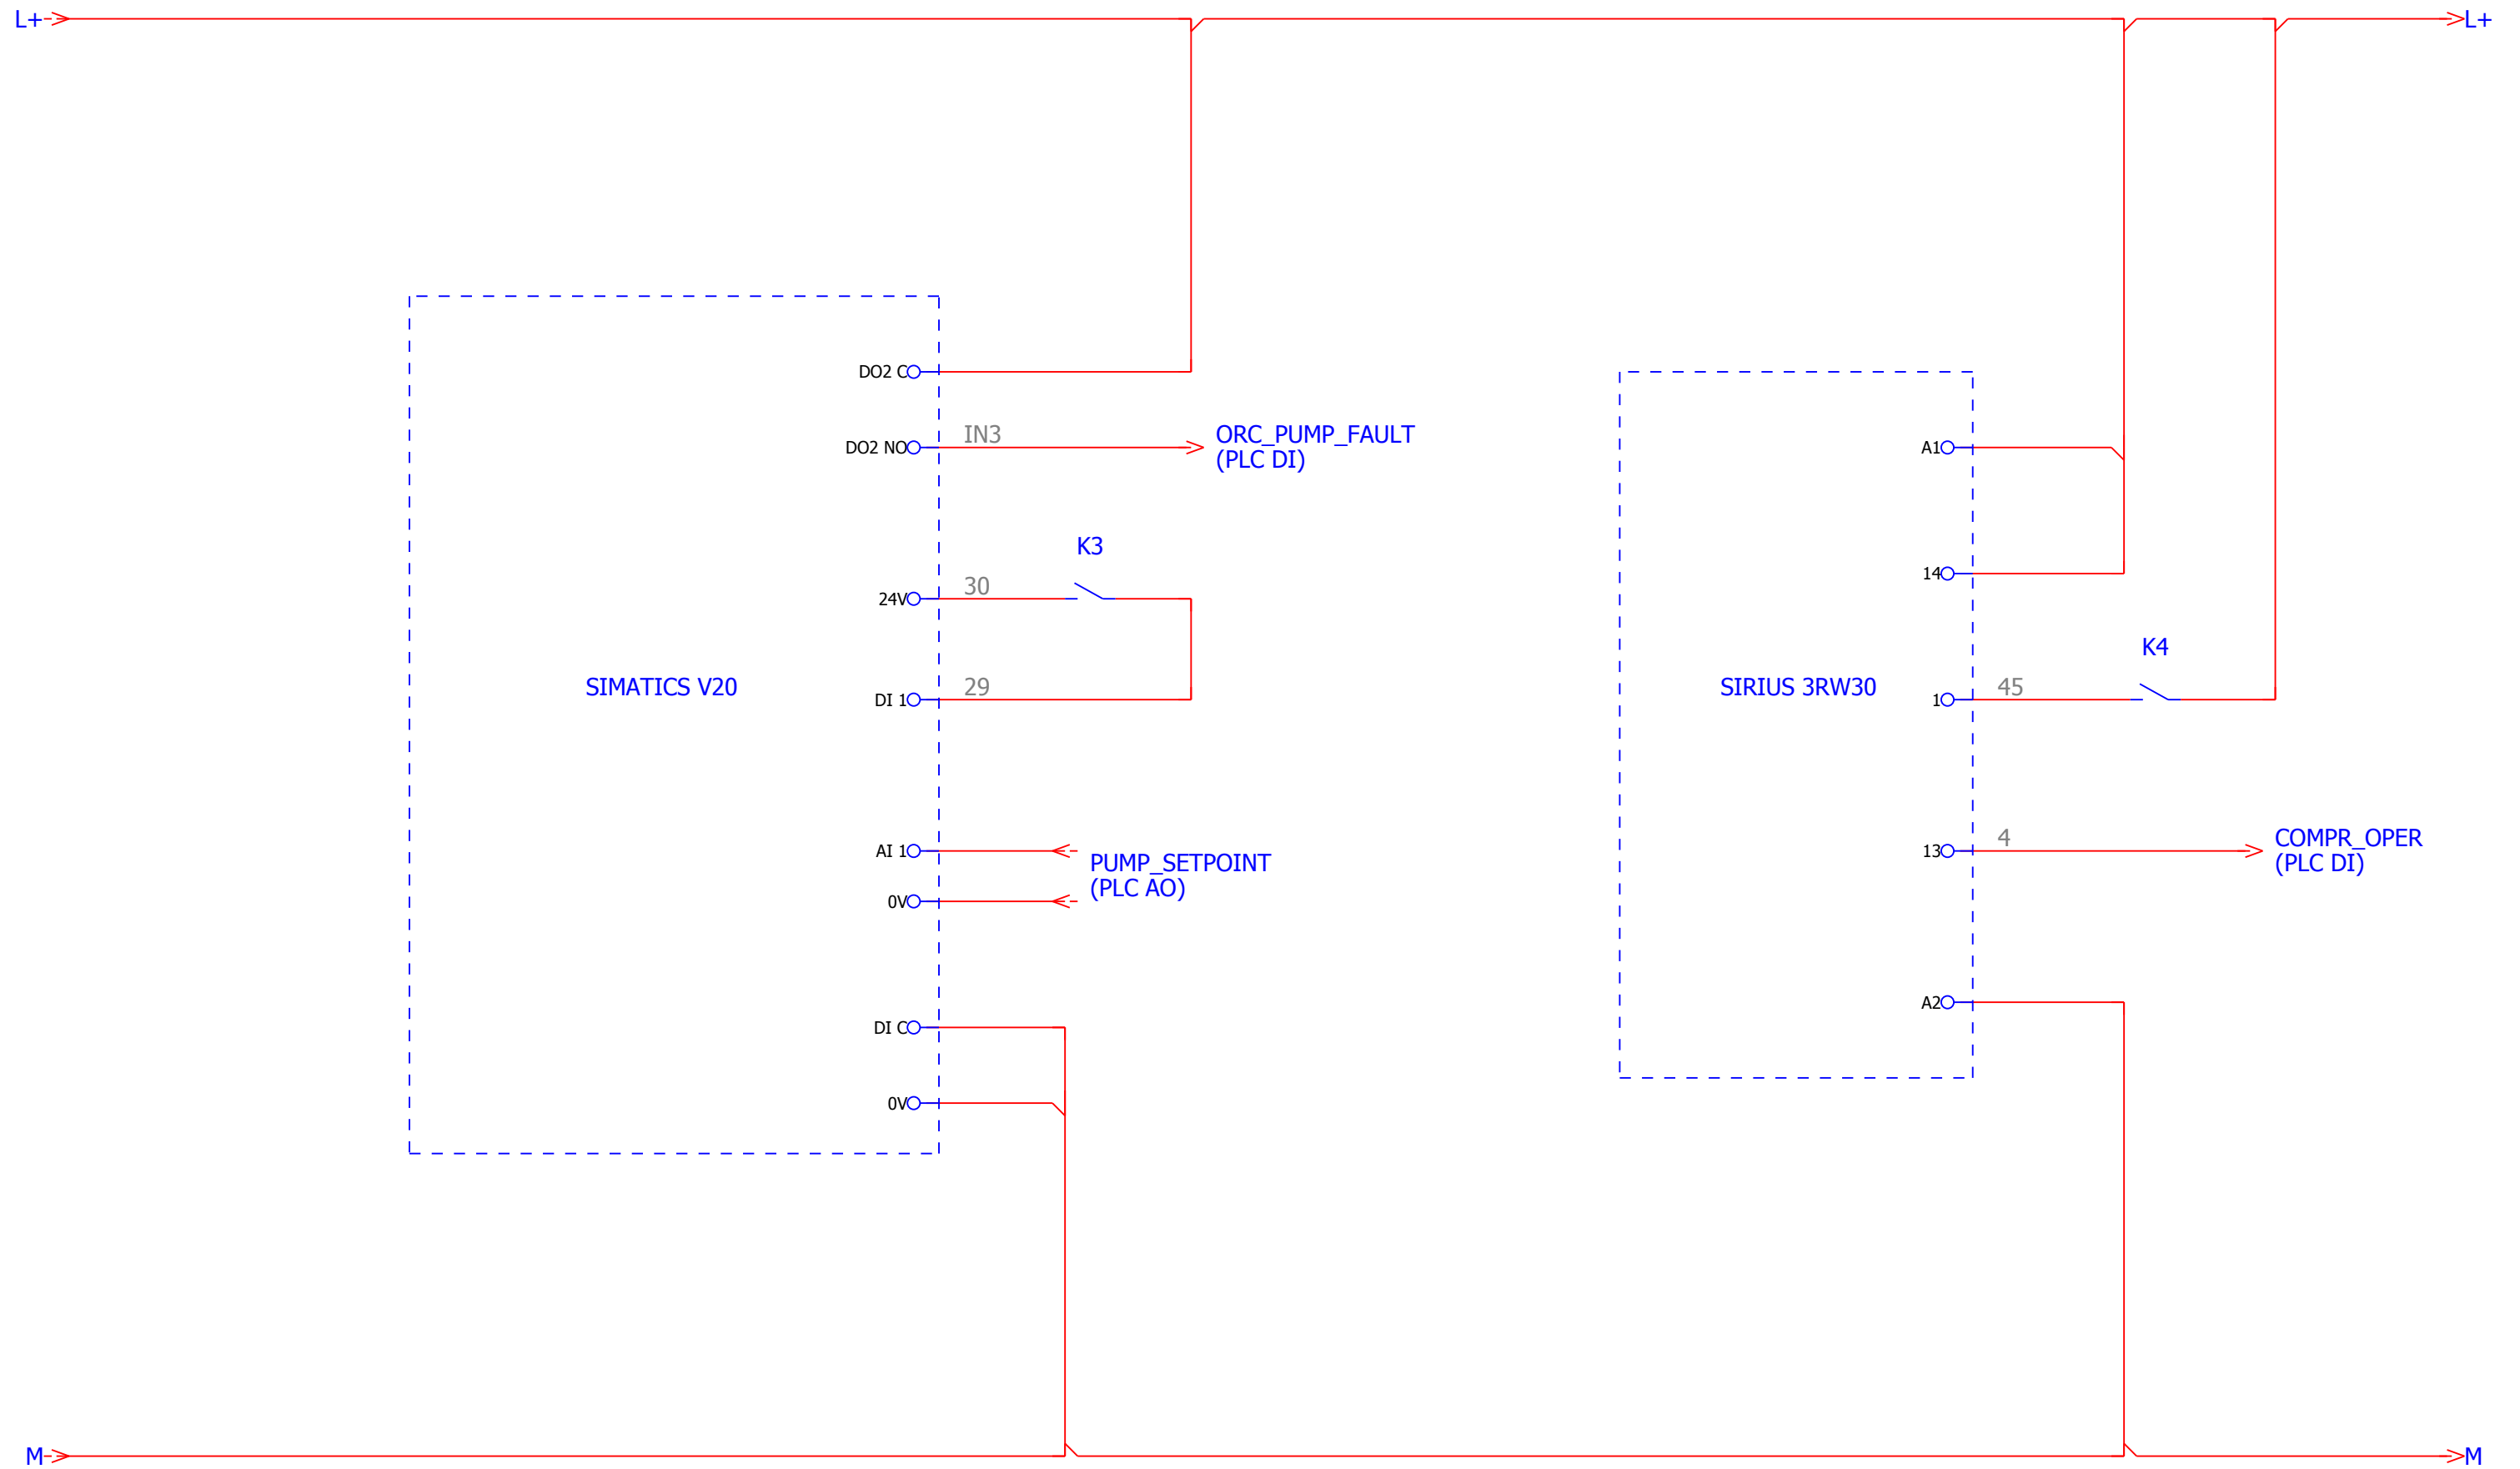 L+
L+
DO2 C
DO2 NO
IN3
ORC_PUMP_FAULT
(PLC DI)
A1
K3
14
24V
30
K4
SIMATICS V20
DI 1
29
SIRIUS 3RW30
1
45
AI 1
PUMP_SETPOINT
(PLC AO)
0V
13
4
COMPR_OPER
(PLC DI)
A2
DI C
0V
M
M